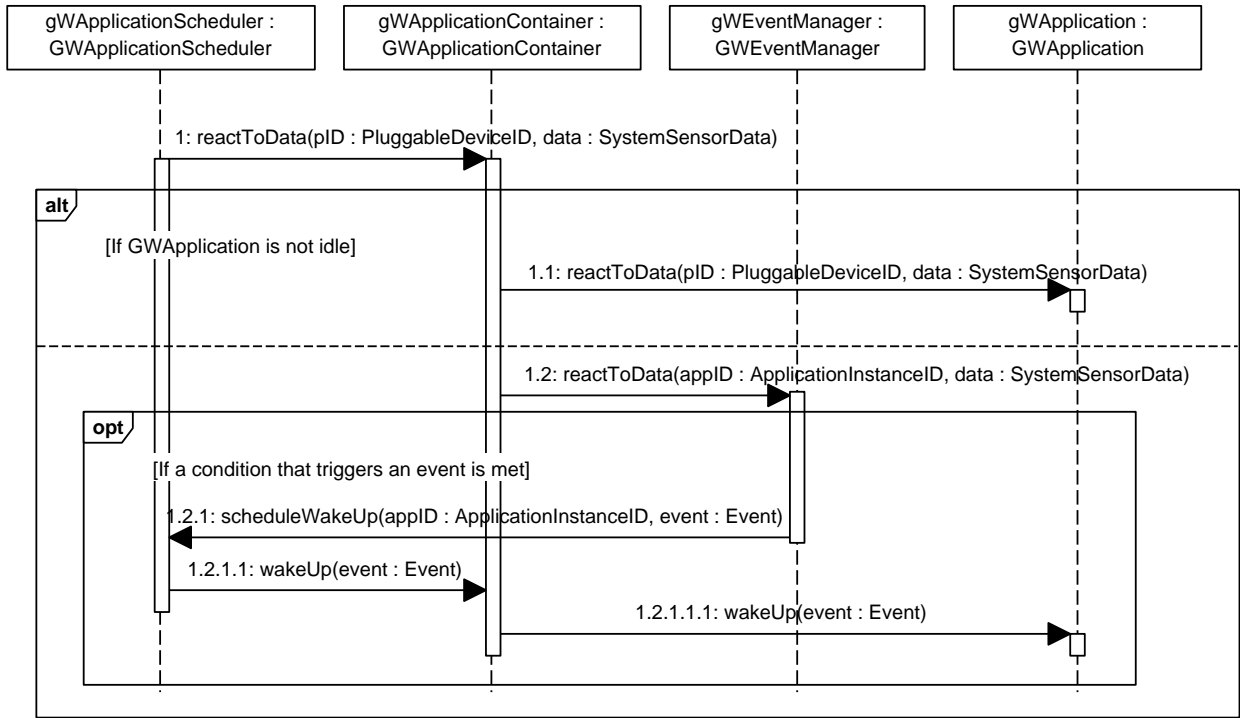 gWApplicationScheduler :
GWApplicationScheduler
gWApplicationContainer :
GWApplicationContainer
gWEventManager :
GWEventManager
gWApplication :
GWApplication
1: reactToData(pID : PluggableDeviceID, data : SystemSensorData)
alt
[If GWApplication is not idle]
1.1: reactToData(pID : PluggableDeviceID, data : SystemSensorData)
1.2: reactToData(appID : ApplicationInstanceID, data : SystemSensorData)
opt
[If a condition that triggers an event is met]
1.2.1: scheduleWakeUp(appID : ApplicationInstanceID, event : Event)
1.2.1.1: wakeUp(event : Event)
1.2.1.1.1: wakeUp(event : Event)